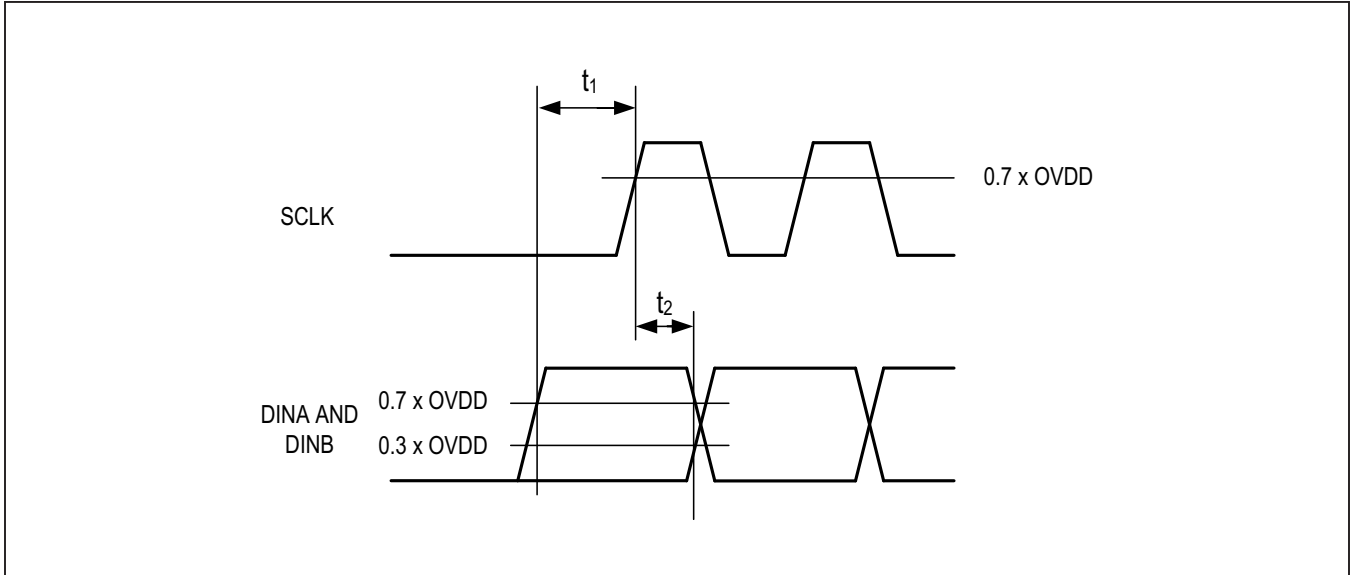 t₁
0.7 x OVDD
SCLK
t₂
0.7 x OVDD
DINA AND
DINB
0.3 x OVDD